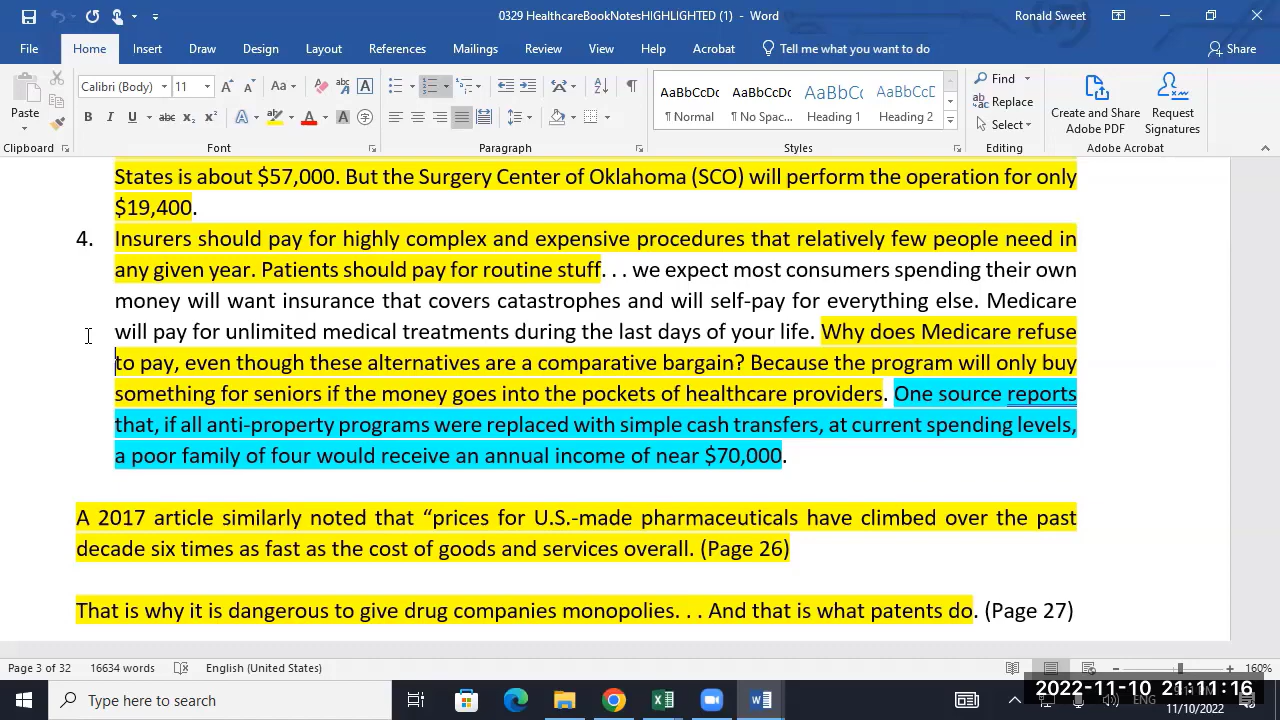 0329 HealthcareBookNotesHIGHLIGHTED (1) - Word
Ronald Sweet
File Home Insert Draw Design Layout References Mailings Review View Help Acrobat Tell me what you want to do Share
Calibri (Body) 11
Paste
B I U abc x₂ x²
AaBbCcDc AaBbCcDc AaBbCc AaBbCcC
¶ Normal ¶ No Spac... Heading 1 Heading 2
Find
Replace
Select
Create and Share Adobe PDF
Request Signatures
Clipboard Font Paragraph Styles Editing Adobe Acrobat
States is about $57,000. But the Surgery Center of Oklahoma (SCO) will perform the operation for only
$19,400.
4. Insurers should pay for highly complex and expensive procedures that relatively few people need in
any given year. Patients should pay for routine stuff. . . we expect most consumers spending their own
money will want insurance that covers catastrophes and will self-pay for everything else. Medicare
will pay for unlimited medical treatments during the last days of your life. Why does Medicare refuse
to pay, even though these alternatives are a comparative bargain? Because the program will only buy
something for seniors if the money goes into the pockets of healthcare providers. One source reports
that, if all anti-property programs were replaced with simple cash transfers, at current spending levels,
a poor family of four would receive an annual income of near $70,000.
A 2017 article similarly noted that “prices for U.S.-made pharmaceuticals have climbed over the past
decade six times as fast as the cost of goods and services overall. (Page 26)
That is why it is dangerous to give drug companies monopolies. . . And that is what patents do. (Page 27)
Page 3 of 32 16634 words English (United States) 160%
Type here to search
2022-11-10 21:11:16
ENG
11/10/2022